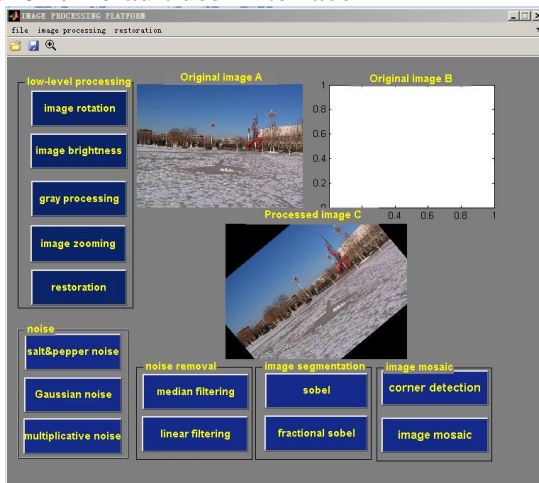 IMAGE PROCESSING PLATFORM
file image processing restoration
low-level processing
image rotation
image brightness
gray processing
image zooming
restoration
Original image A
Original image B
1
0.8
0.6
0.4
0.2
0
0.4 0.6 0.8 1
Processed image C
noise
salt&pepper noise
Gaussian noise
multiplicative noise
noise removal
median filtering
linear filtering
image segmentation
sobel
fractional sobel
image mosaic
corner detection
image mosaic